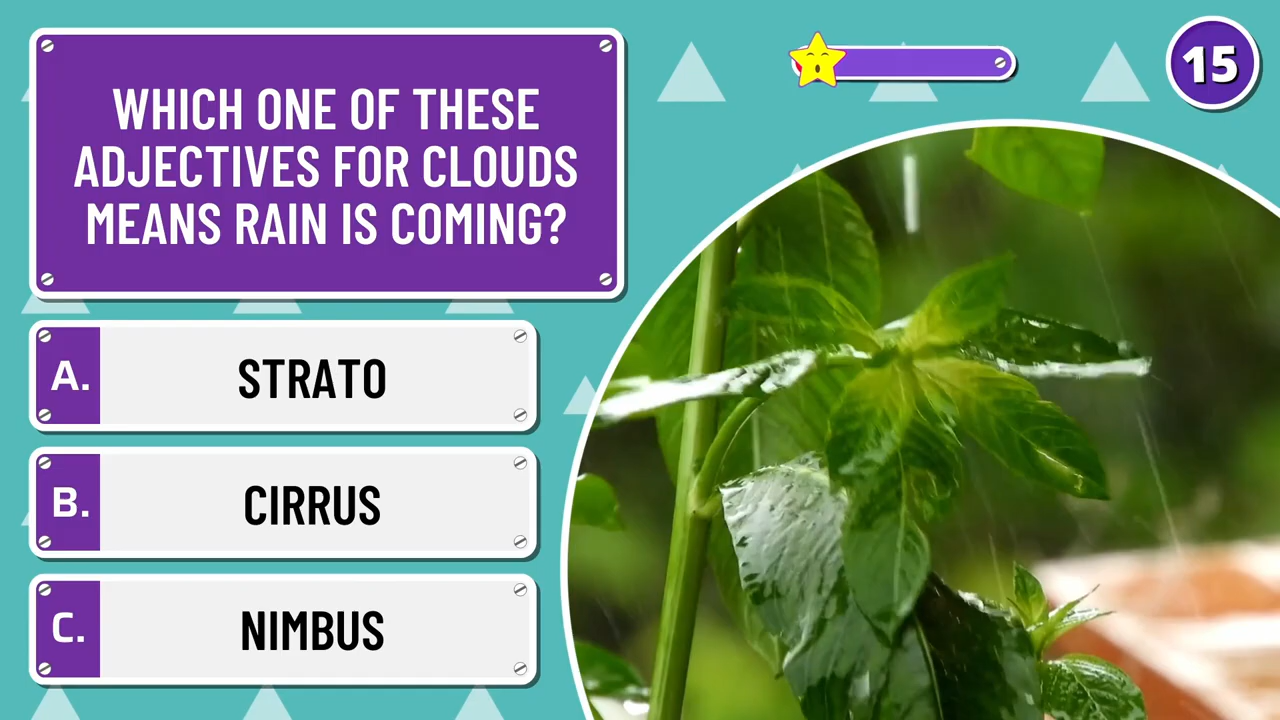 WHICH ONE OF THESE
ADJECTIVES FOR CLOUDS
MEANS RAIN IS COMING?
15
A. STRATO
B. CIRRUS
C. NIMBUS